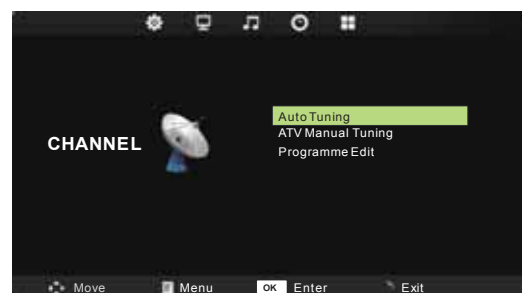 Auto Tuning
ATV Manual Tuning
Programme Edit
CHANNEL
Move Menu OK Enter Exit